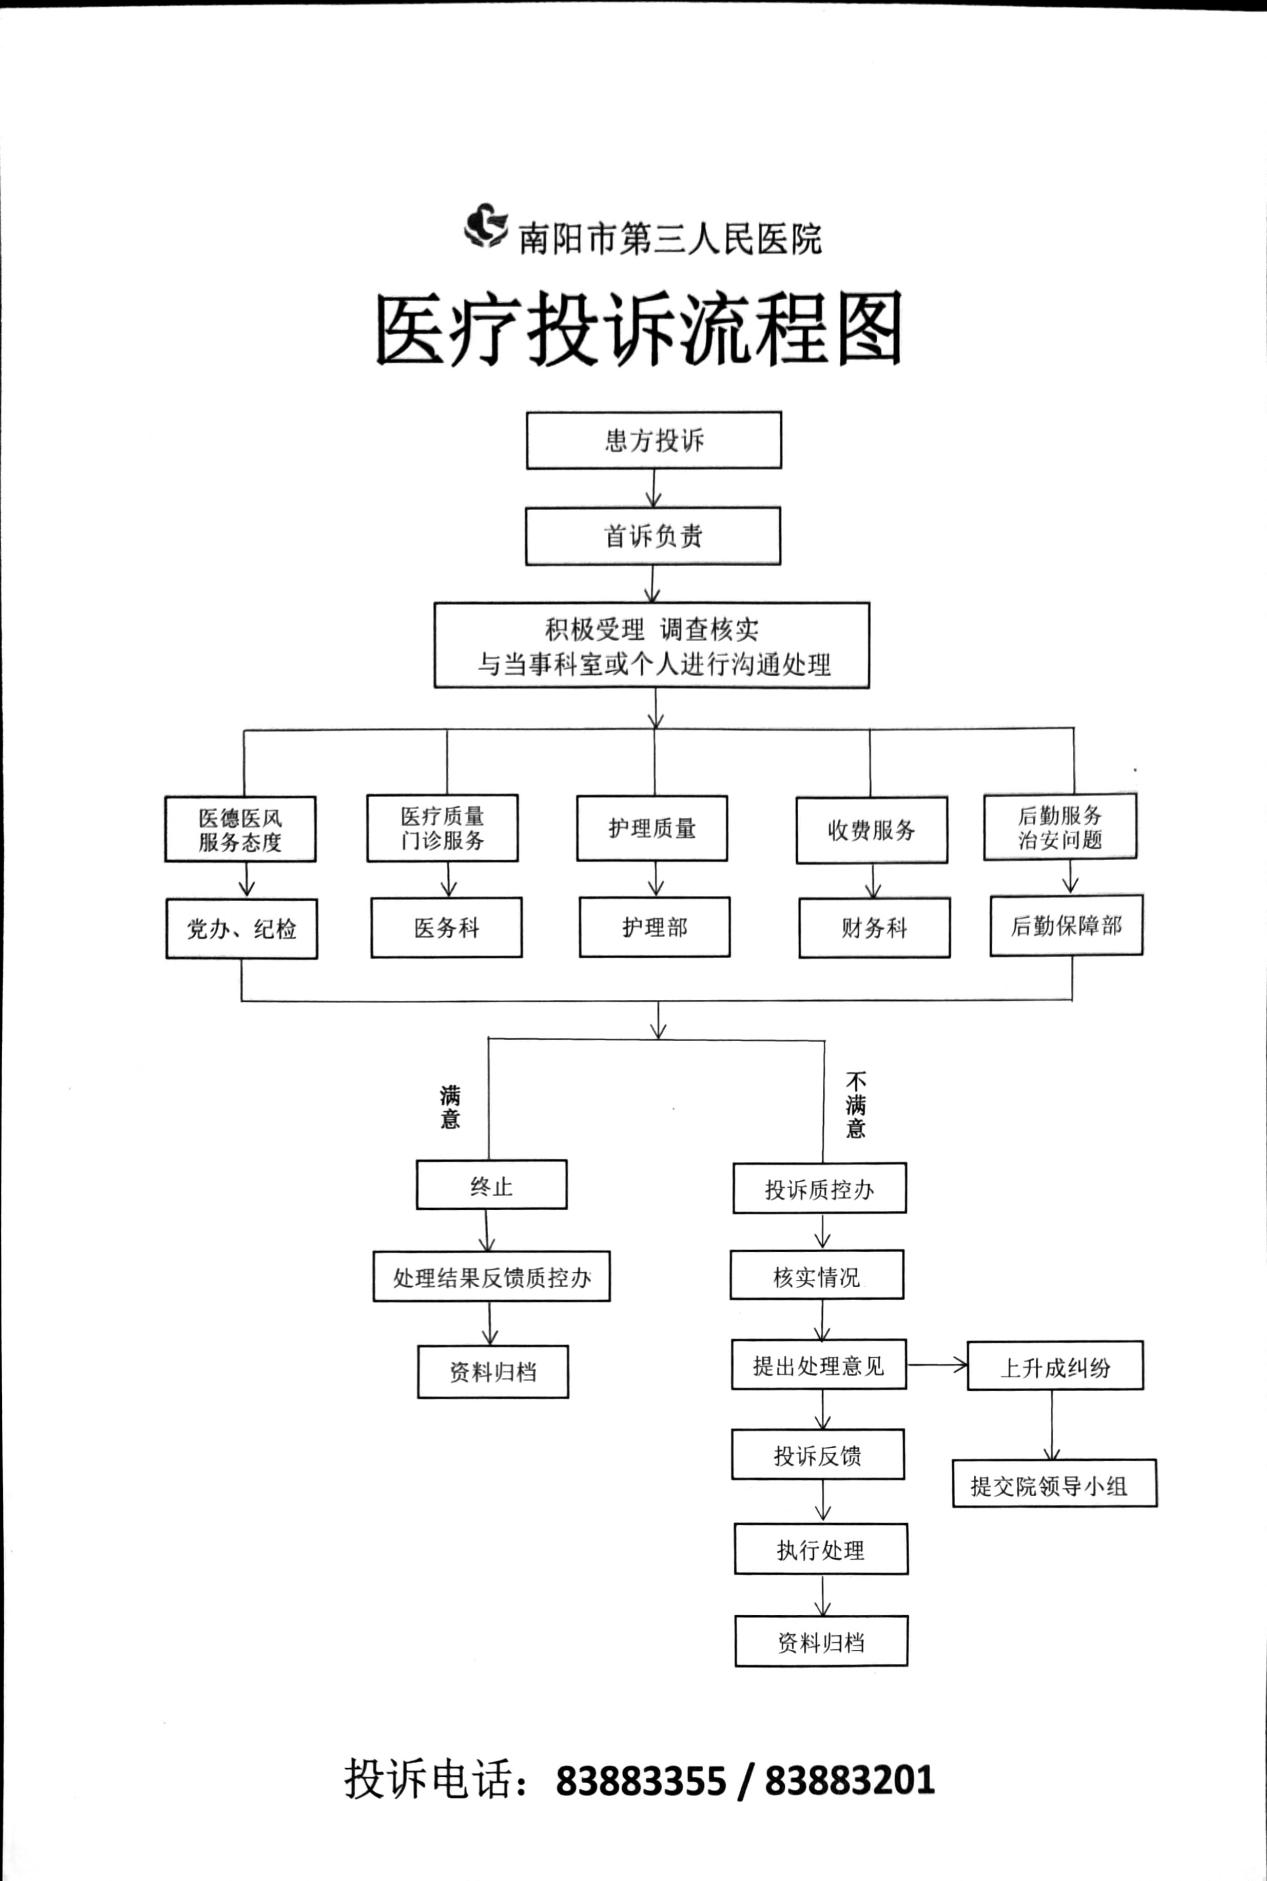 南阳市第三人民医院
医疗投诉流程图
患方投诉
首诉负责
积极受理 调查核实
与当事科室或个人进行沟通处理
医德医风
服务态度
医疗质量
门诊服务
护理质量
收费服务
后勤服务
治安问题
党办、纪检
医务科
护理部
财务科
后勤保障部
满意
不满意
终止
处理结果反馈质控办
资料归档
投诉质控办
核实情况
提出处理意见
上升成纠纷
投诉反馈
提交院领导小组
执行处理
资料归档
投诉电话：83883355 / 83883201